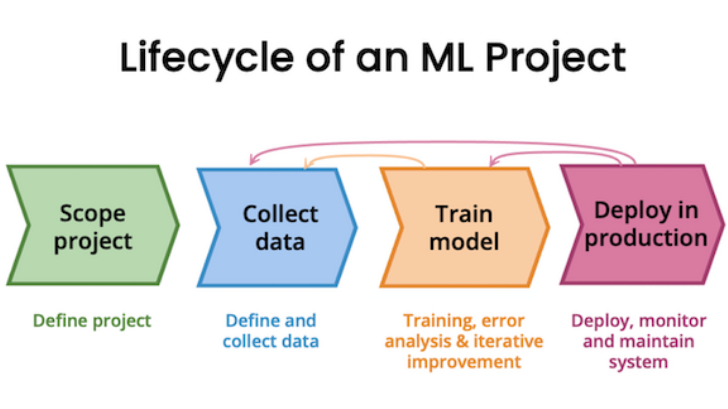 Lifecycle of an ML Project
Scope
project
Collect
data
Train
model
Deploy in
production
Define project
Define and
collect data
Training, error
analysis & iterative
improvement
Deploy, monitor
and maintain
system